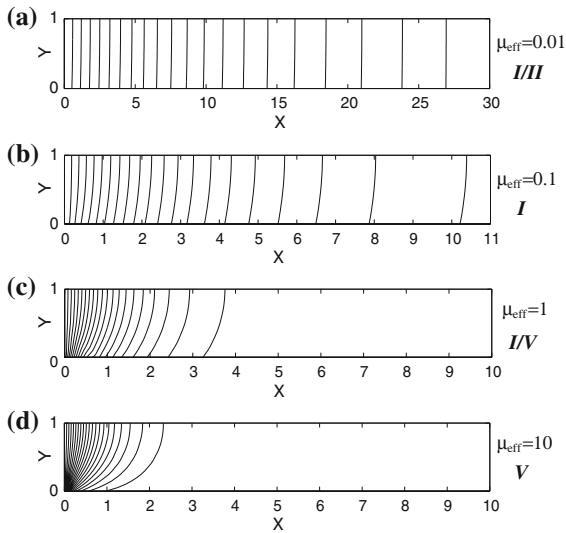 (a)
1
Y
0
0 5 10 15 20 25 30
X
μeff=0.01
I/II
(b)
1
Y
0
0 1 2 3 4 5 6 7 8 9 10 11
X
μeff=0.1
I
(c)
1
Y
0
0 1 2 3 4 5 6 7 8 9 10
X
μeff=1
I/V
(d)
1
Y
0
0 1 2 3 4 5 6 7 8 9 10
X
μeff=10
V